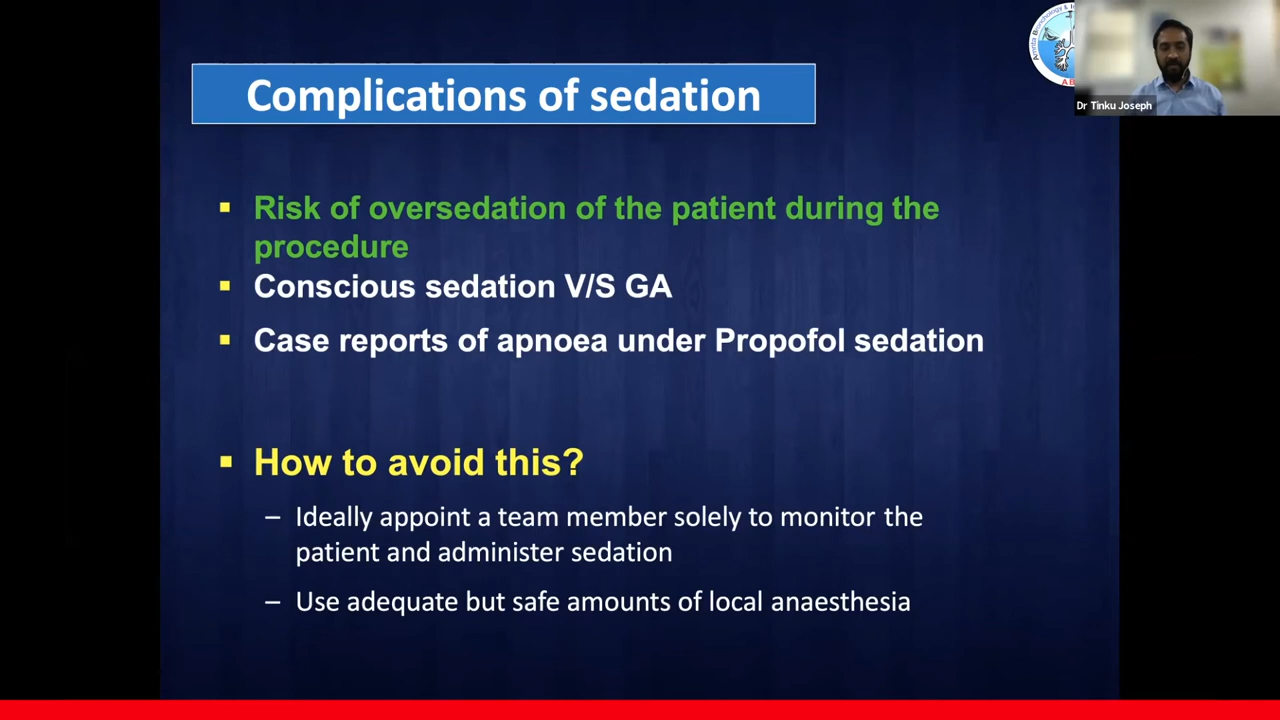 Complications of sedation
Dr Tinku Joseph
▪ Risk of oversedation of the patient during the
procedure
▪ Conscious sedation V/S GA
▪ Case reports of apnoea under Propofol sedation
▪ How to avoid this?
– Ideally appoint a team member solely to monitor the
patient and administer sedation
– Use adequate but safe amounts of local anaesthesia